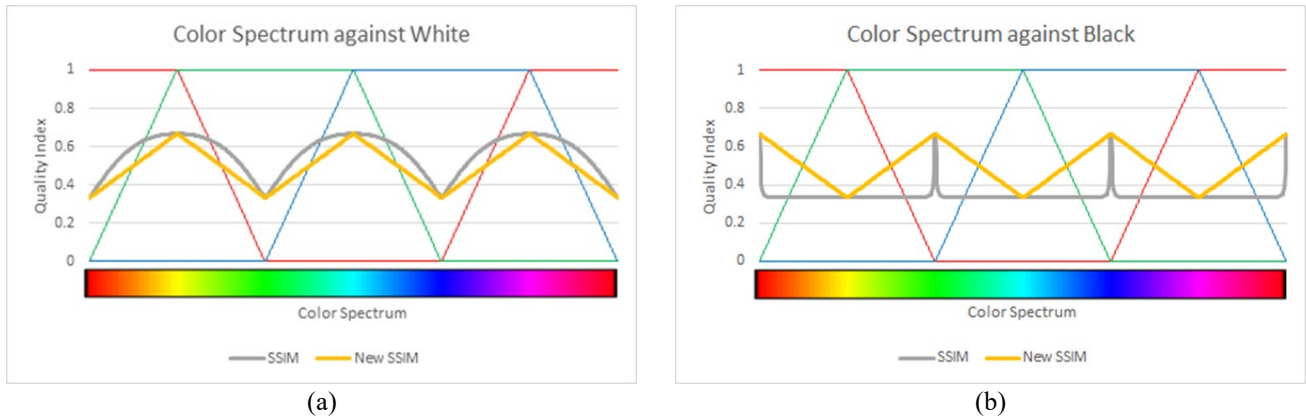 Color Spectrum against White
Quality Index
1
0.8
0.6
0.4
0.2
0
Color Spectrum
SSIM
New SSIM
(a)
Color Spectrum against Black
Quality Index
1
0.8
0.6
0.4
0.2
0
Color Spectrum
SSIM
New SSIM
(b)